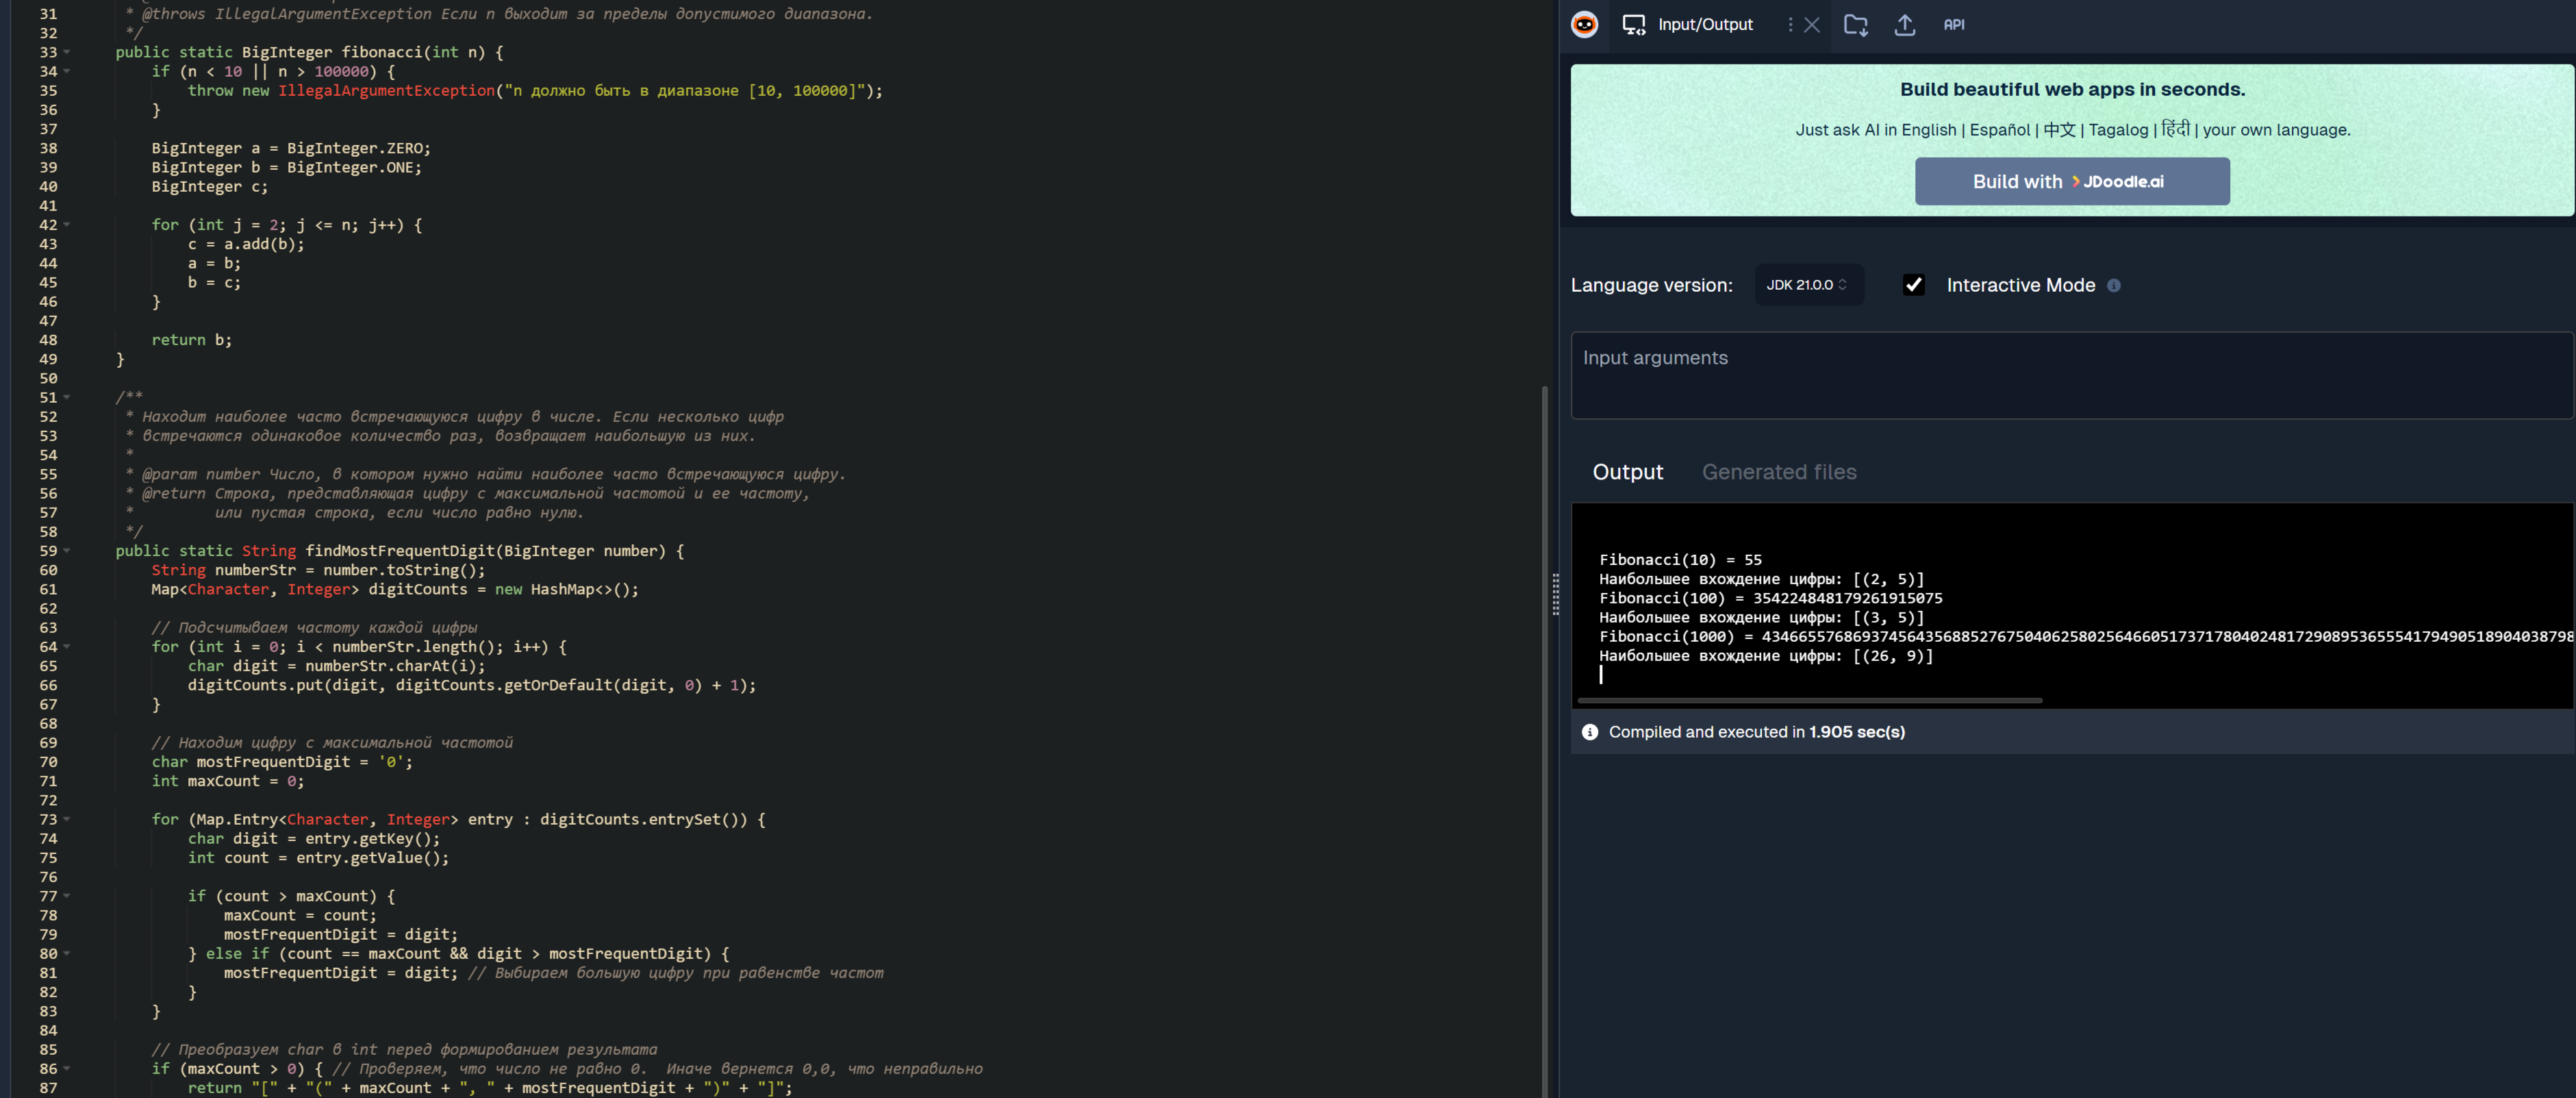 31 * @throws IllegalArgumentException Если n выходит за пределы допустимого диапазона.
32 */
33 public static BigInteger fibonacci(int n) {
34 if (n < 10 || n > 100000) {
35 throw new IllegalArgumentException("n должно быть в диапазоне [10, 100000]");
36 }
37
38 BigInteger a = BigInteger.ZERO;
39 BigInteger b = BigInteger.ONE;
40 BigInteger c;
41
42 for (int j = 2; j <= n; j++) {
43 c = a.add(b);
44 a = b;
45 b = c;
46 }
47
48 return b;
49 }
50
51 /**
52 * Находит наиболее часто встречающуюся цифру в числе. Если несколько цифр
53 * встречаются одинаковое количество раз, возвращает наибольшую из них.
54 *
55 * @param number Число, в котором нужно найти наиболее часто встречающуюся цифру.
56 * @return Строка, представляющая цифру с максимальной частотой и ее частоту,
57 * или пустая строка, если число равно нулю.
58 */
59 public static String findMostFrequentDigit(BigInteger number) {
60 String numberStr = number.toString();
61 Map<Character, Integer> digitCounts = new HashMap<>();
62
63 // Подсчитываем частоту каждой цифры
64 for (int i = 0; i < numberStr.length(); i++) {
65 char digit = numberStr.charAt(i);
66 digitCounts.put(digit, digitCounts.getOrDefault(digit, 0) + 1);
67 }
68
69 // Находим цифру с максимальной частотой
70 char mostFrequentDigit = '0';
71 int maxCount = 0;
72
73 for (Map.Entry<Character, Integer> entry : digitCounts.entrySet()) {
74 char digit = entry.getKey();
75 int count = entry.getValue();
76
77 if (count > maxCount) {
78 maxCount = count;
79 mostFrequentDigit = digit;
80 } else if (count == maxCount && digit > mostFrequentDigit) {
81 mostFrequentDigit = digit; // Выбираем большую цифру при равенстве частот
82 }
83 }
84
85 // Преобразуем char в int перед формированием результата
86 if (maxCount > 0) { // Проверяем, что число не равно 0.  Иначе вернется 0,0, что неправильно
87 return "[" + "(" + maxCount + ", " + mostFrequentDigit + ")" + "]";
Input/Output
API
Build beautiful web apps in seconds.
Just ask AI in English | Español | 中文 | Tagalog | हिंदी | your own language.
Build with JDoodle.ai
Language version: JDK 21.0.0 Interactive Mode
Input arguments
Output Generated files
Fibonacci(10) = 55
Наибольшее вхождение цифры: [(2, 5)]
Fibonacci(100) = 354224848179261915075
Наибольшее вхождение цифры: [(3, 5)]
Fibonacci(1000) = 434665576869374564356885276750406258025646605173717804024817290895365554179490518904038798
Наибольшее вхождение цифры: [(26, 9)]
Compiled and executed in 1.905 sec(s)